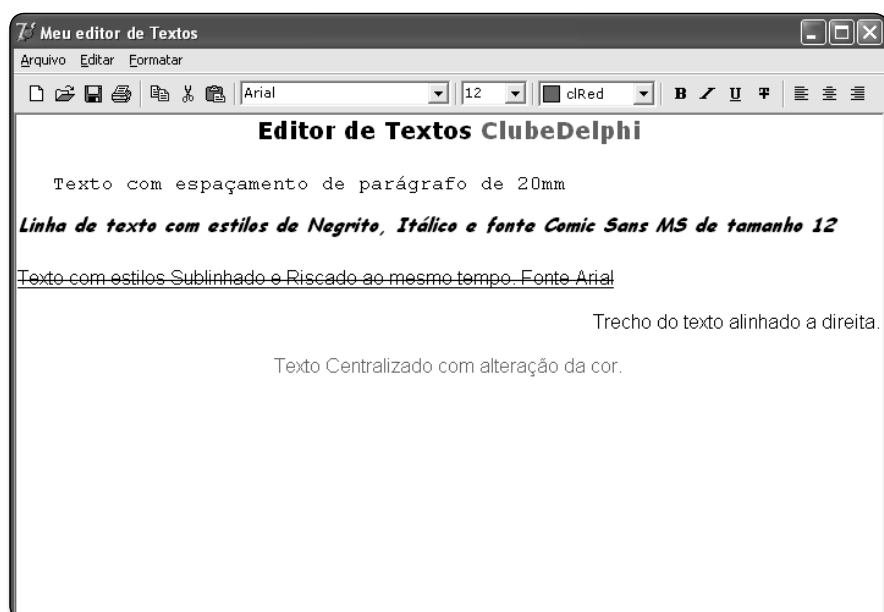 Meu editor de Textos
Arquivo Editar Formatar
Arial 12 clRed B I U T
Editor de Textos ClubeDelphi
Texto com espaçamento de parágrafo de 20mm
Linha de texto com estilos de Negrito, Itálico e fonte Comic Sans MS de tamanho 12
Texto com estilos Sublinhado e Riscado ao mesmo tempo. Fonte Arial
Trecho do texto alinhado a direita.
Texto Centralizado com alteração da cor.